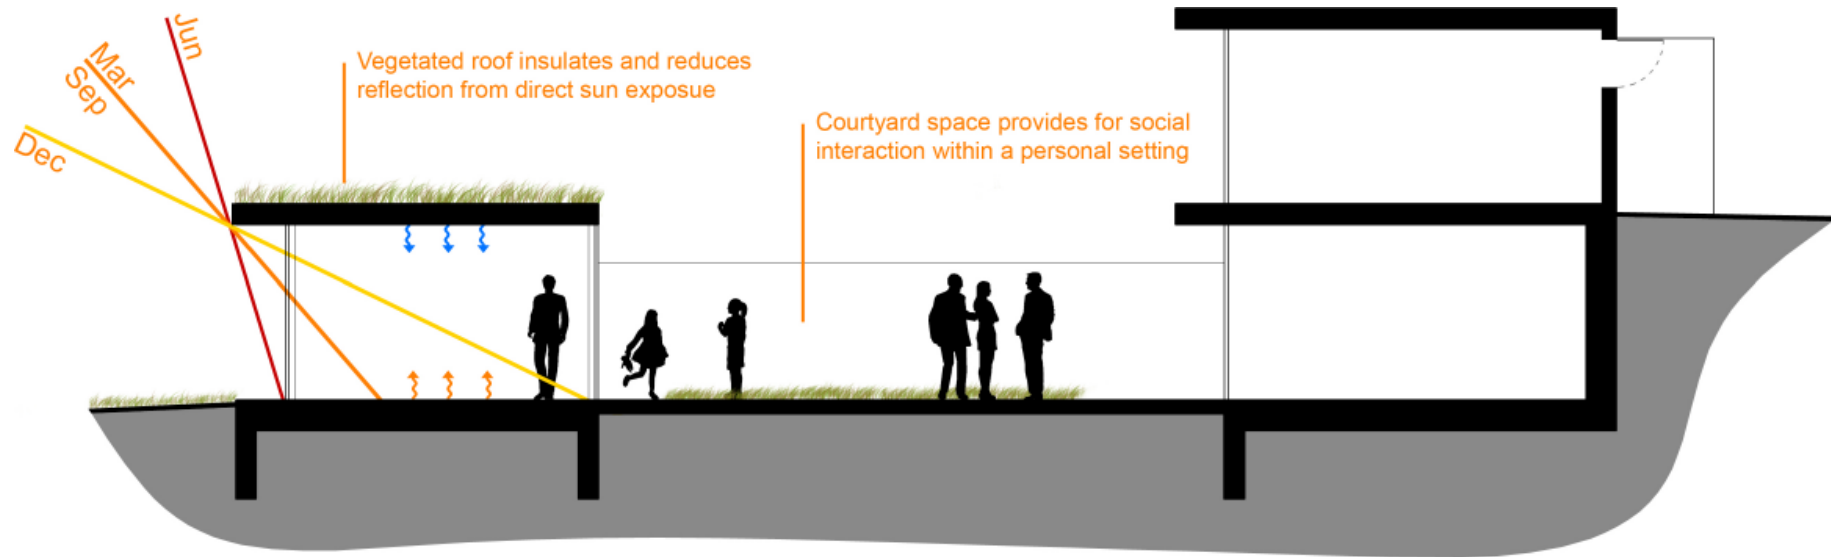 Jun
Mar
Sep
Dec
Vegetated roof insulates and reduces
reflection from direct sun exposue
Courtyard space provides for social
interaction within a personal setting